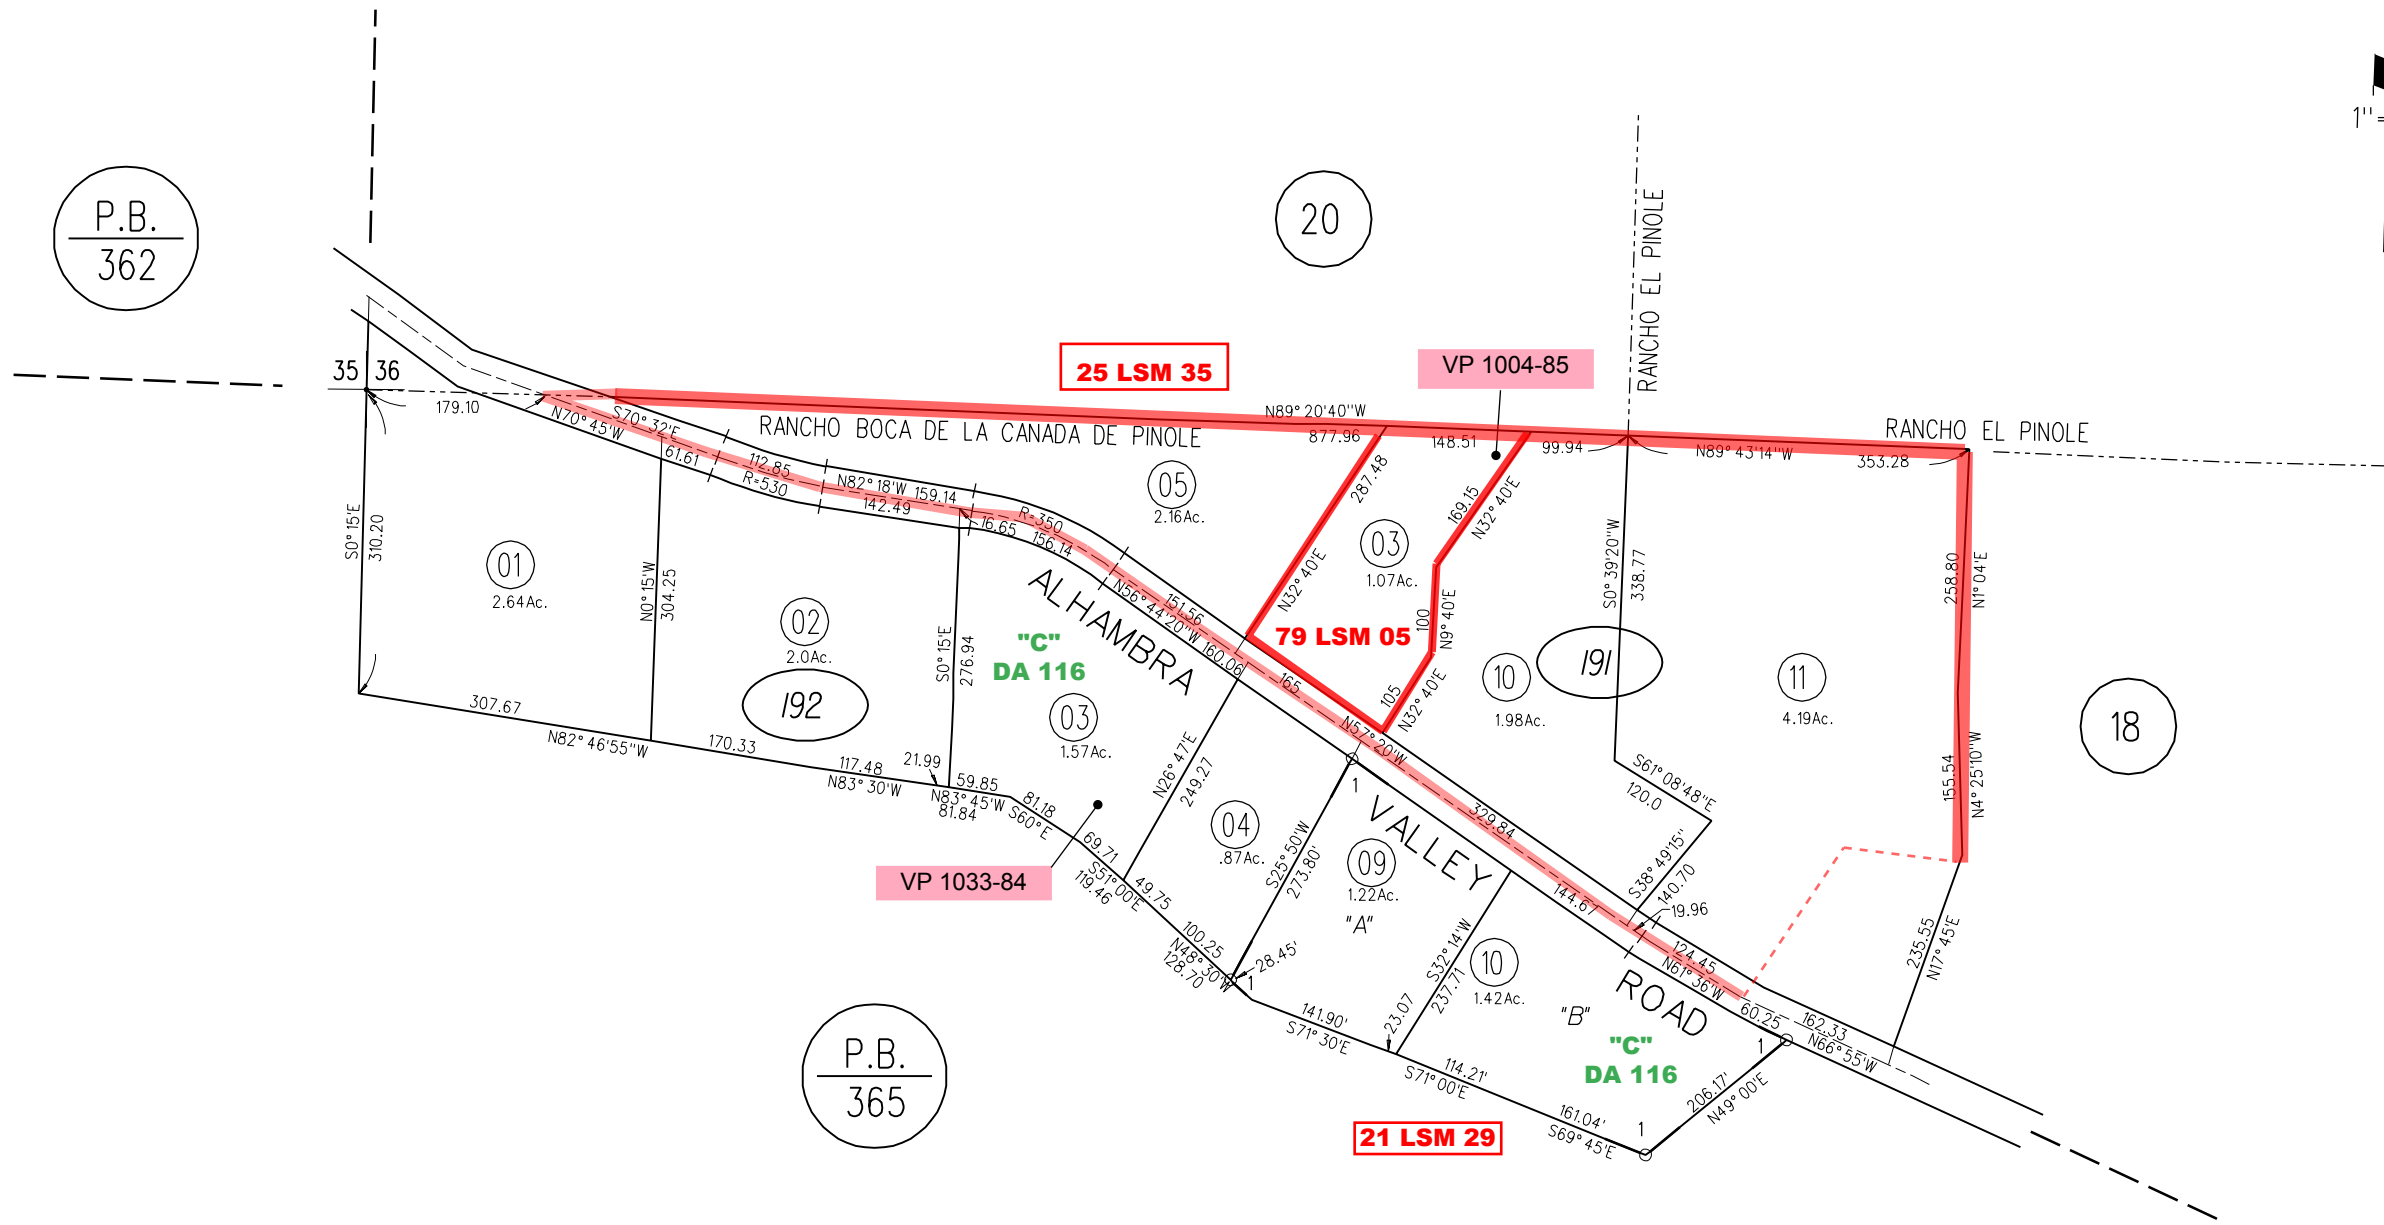 1''=
P.B.
362
20
RANCHO EL PINOLE
35 36
179.10
25 LSM 35
VP 1004-85
N89° 20'40"W
877.96
148.51
99.94
N89° 43'14"W
353.28
RANCHO EL PINOLE
RANCHO BOCA DE LA CANADA DE PINOLE
N70° 45'W
S70° 32'E
61.61
112.85
R=530
N82° 18'W 159.14
142.49
16.65
R=350
156.14
05
2.16Ac.
287.48
N32° 40'E
03
1.07Ac.
169.15
N32° 40'E
100
N9° 40'E
79 LSM 05
105
N32° 40'E
S0° 39'20"W
338.77
191
10
1.98Ac.
11
4.19Ac.
258.80
N1° 04'E
155.54
N4° 25'10"W
18
S0° 15'E
310.20
01
2.64Ac.
N0° 15'W
304.25
02
2.0Ac.
192
S0° 15'E
276.94
"C"
DA 116
03
1.57Ac.
ALHAMBRA
N56° 44'20"W 160.06
151.56
165
N57° 20'W
307.67
N82° 46'55"W
170.33
117.48
N83° 30'W
21.99
59.85
N83° 45'W
81.84
81.18
S60° E
VP 1033-84
69.71
S51° 00'E
119.46
49.75
N26° 47'E
249.27
04
.87Ac.
100.25
N48° 30'W
128.70
28.45'
1
S25° 50'W
273.80'
1
09
1.22Ac.
"A"
VALLEY
329.84
144.67
S61° 08'48"E
120.0
S38° 49'15"
140.70
19.96
124.45
N61° 36'W
60.25
162.33
N66° 55'W
235.55
N17° 45'E
S32° 14'W
237.71
23.07
10
1.42Ac.
"B"
ROAD
"C"
DA 116
141.90'
S71° 30'E
114.21'
S71° 00'E
161.04'
S69° 45'E
1
206.17'
N49° 00'E
1
21 LSM 29
P.B.
365